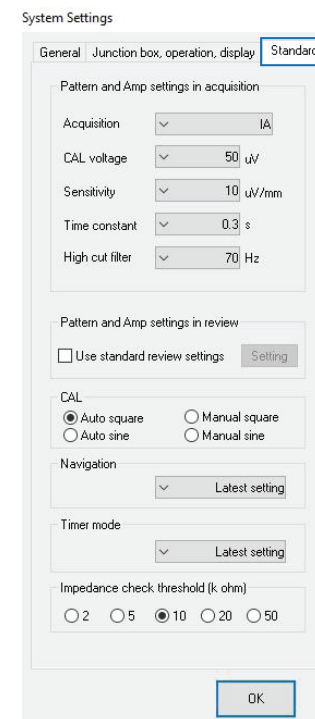 System Settings
General Junction box, operation, display Standard
Pattern and Amp settings in acquisition
Acquisition IA
CAL voltage 50 uV
Sensitivity 10 uV/mm
Time constant 0.3 s
High cut filter 70 Hz
Pattern and Amp settings in review
Use standard review settings Setting
CAL
Auto square Manual square
Auto sine Manual sine
Navigation
Latest setting
Timer mode
Latest setting
Impedance check threshold (k ohm)
2 5 10 20 50
OK